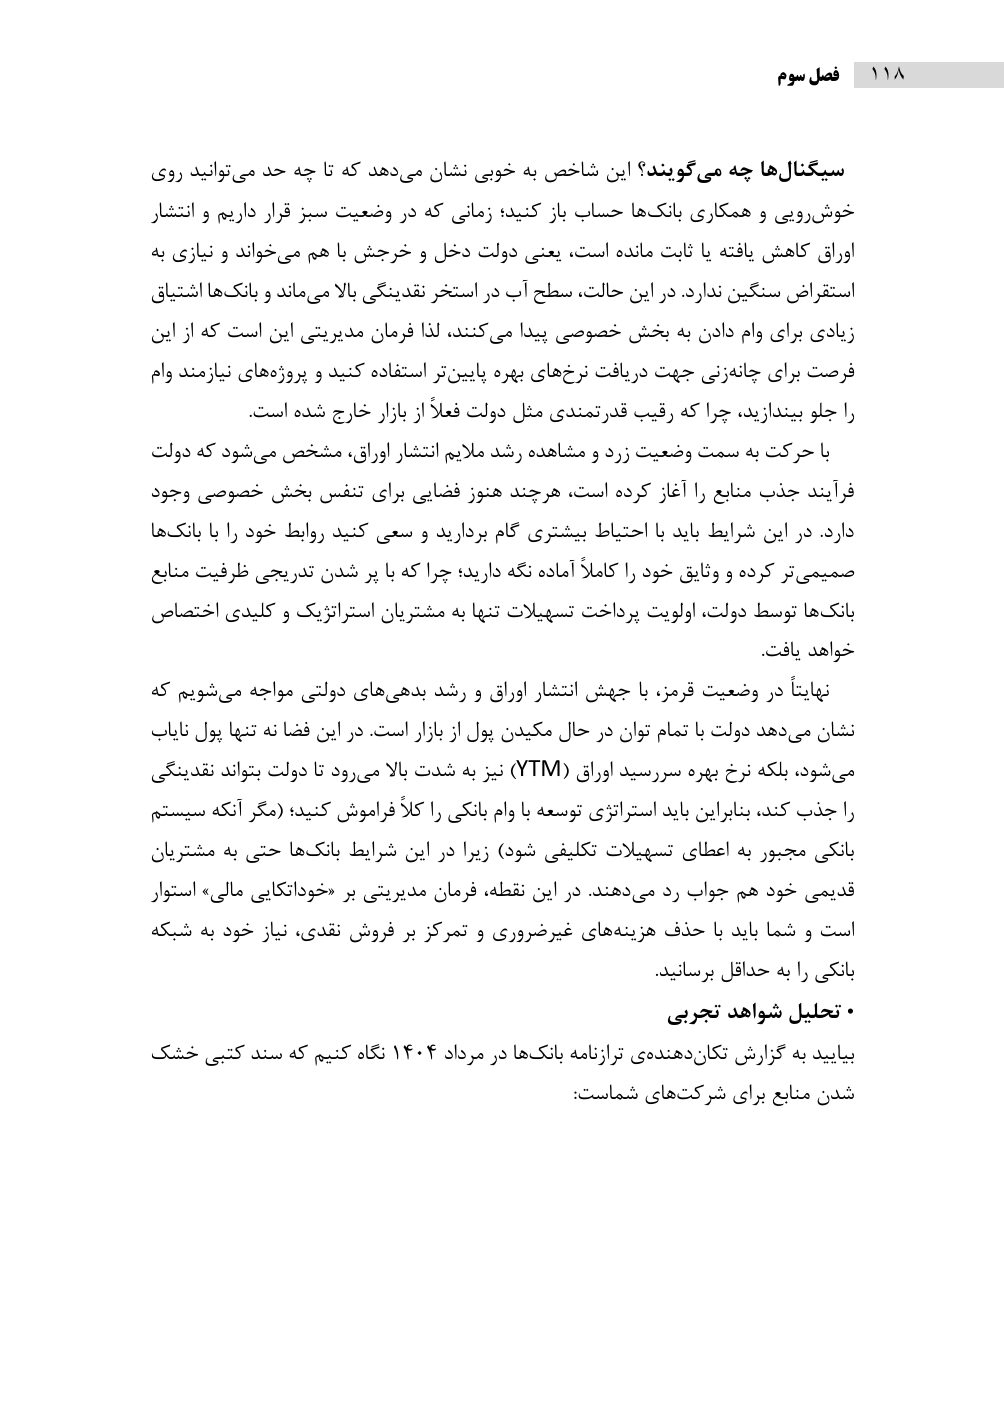 ۱۱۸ فصل سوم
سیگنال‌ها چه می‌گویند؟ این شاخص به خوبی نشان می‌دهد که تا چه حد می‌توانید روی
خوش‌رویی و همکاری بانک‌ها حساب باز کنید؛ زمانی که در وضعیت سبز قرار داریم و انتشار
اوراق کاهش یافته یا ثابت مانده است، یعنی دولت دخل و خرجش با هم می‌خواند و نیازی به
استقراض سنگین ندارد. در این حالت، سطح آب در استخر نقدینگی بالا می‌ماند و بانک‌ها اشتیاق
زیادی برای وام دادن به بخش خصوصی پیدا می‌کنند، لذا فرمان مدیریتی این است که از این
فرصت برای چانه‌زنی جهت دریافت نرخ‌های بهره پایین‌تر استفاده کنید و پروژه‌های نیازمند وام
را جلو بیندازید، چرا که رقیب قدرتمندی مثل دولت فعلاً از بازار خارج شده است.
با حرکت به سمت وضعیت زرد و مشاهده رشد ملایم انتشار اوراق، مشخص می‌شود که دولت
فرآیند جذب منابع را آغاز کرده است، هرچند هنوز فضایی برای تنفس بخش خصوصی وجود
دارد. در این شرایط باید با احتیاط بیشتری گام بردارید و سعی کنید روابط خود را با بانک‌ها
صمیمی‌تر کرده و وثایق خود را کاملاً آماده نگه دارید؛ چرا که با پر شدن تدریجی ظرفیت منابع
بانک‌ها توسط دولت، اولویت پرداخت تسهیلات تنها به مشتریان استراتژیک و کلیدی اختصاص
خواهد یافت.
نهایتاً در وضعیت قرمز، با جهش انتشار اوراق و رشد بدهی‌های دولتی مواجه می‌شویم که
نشان می‌دهد دولت با تمام توان در حال مکیدن پول از بازار است. در این فضا نه تنها پول نایاب
می‌شود، بلکه نرخ بهره سررسید اوراق (YTM) نیز به شدت بالا می‌رود تا دولت بتواند نقدینگی
را جذب کند، بنابراین باید استراتژی توسعه با وام بانکی را کلاً فراموش کنید؛ (مگر آنکه سیستم
بانکی مجبور به اعطای تسهیلات تکلیفی شود) زیرا در این شرایط بانک‌ها حتی به مشتریان
قدیمی خود هم جواب رد می‌دهند. در این نقطه، فرمان مدیریتی بر «خوداتکایی مالی» استوار
است و شما باید با حذف هزینه‌های غیرضروری و تمرکز بر فروش نقدی، نیاز خود به شبکه
بانکی را به حداقل برسانید.
• تحلیل شواهد تجربی
بیایید به گزارش تکان‌دهنده‌ی ترازنامه بانک‌ها در مرداد ۱۴۰۴ نگاه کنیم که سند کتبی خشک
شدن منابع برای شرکت‌های شماست: